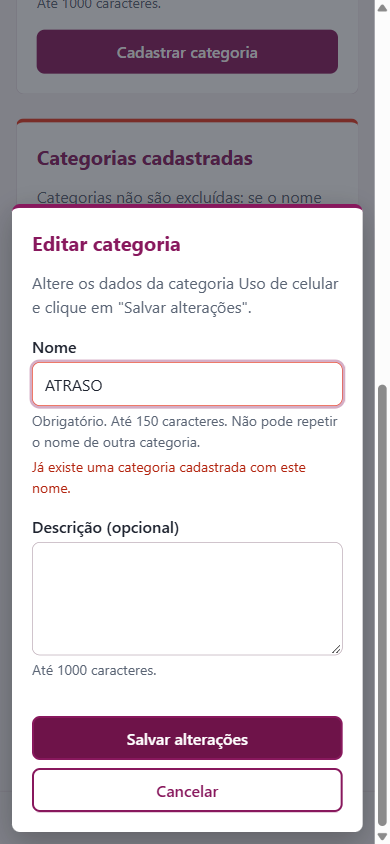 Até 1000 caracteres.
Cadastrar categoria
Categorias cadastradas
Categorias não são excluídas: se o nome
Editar categoria
Altere os dados da categoria Uso de celular
e clique em "Salvar alterações".
Nome
ATRASO
Obrigatório. Até 150 caracteres. Não pode repetir
o nome de outra categoria.
Já existe uma categoria cadastrada com este
nome.
Descrição (opcional)
Até 1000 caracteres.
Salvar alterações
Cancelar